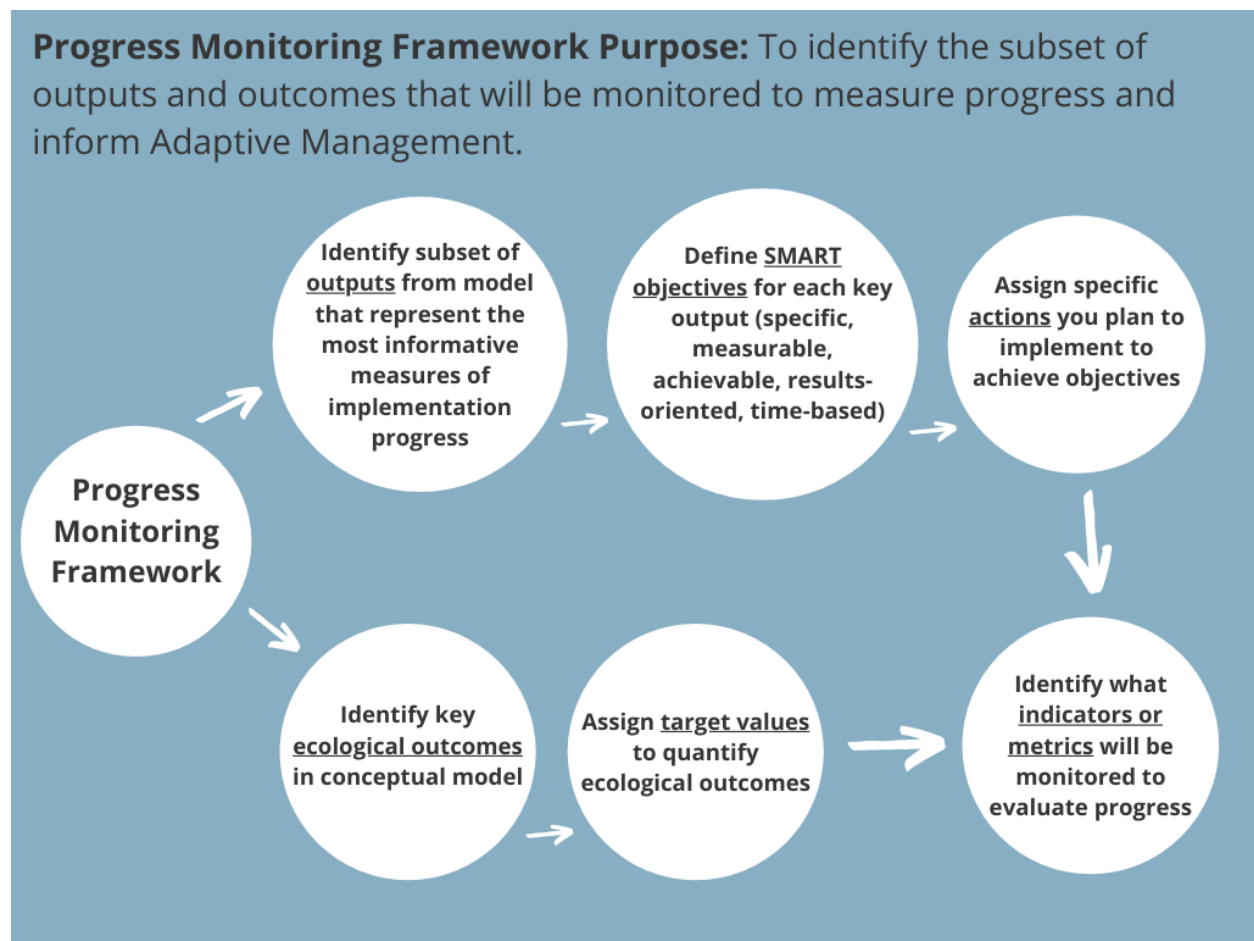 Progress Monitoring Framework Purpose: To identify the subset of
outputs and outcomes that will be monitored to measure progress and
inform Adaptive Management.
Progress
Monitoring
Framework
Identify subset of
outputs from model
that represent the
most informative
measures of
implementation
progress
Define SMART
objectives for each key
output (specific,
measurable,
achievable, results-
oriented, time-based)
Assign specific
actions you plan to
implement to
achieve objectives
Identify key
ecological outcomes
in conceptual model
Assign target values
to quantify
ecological outcomes
Identify what
indicators or
metrics will be
monitored to
evaluate progress